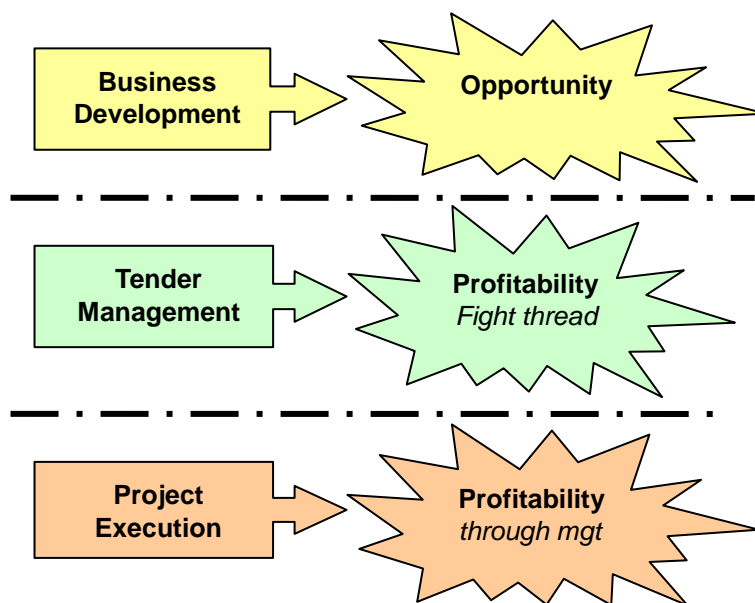 Business
Development
Opportunity
Tender
Management
Profitability
Fight thread
Project
Execution
Profitability
through mgt